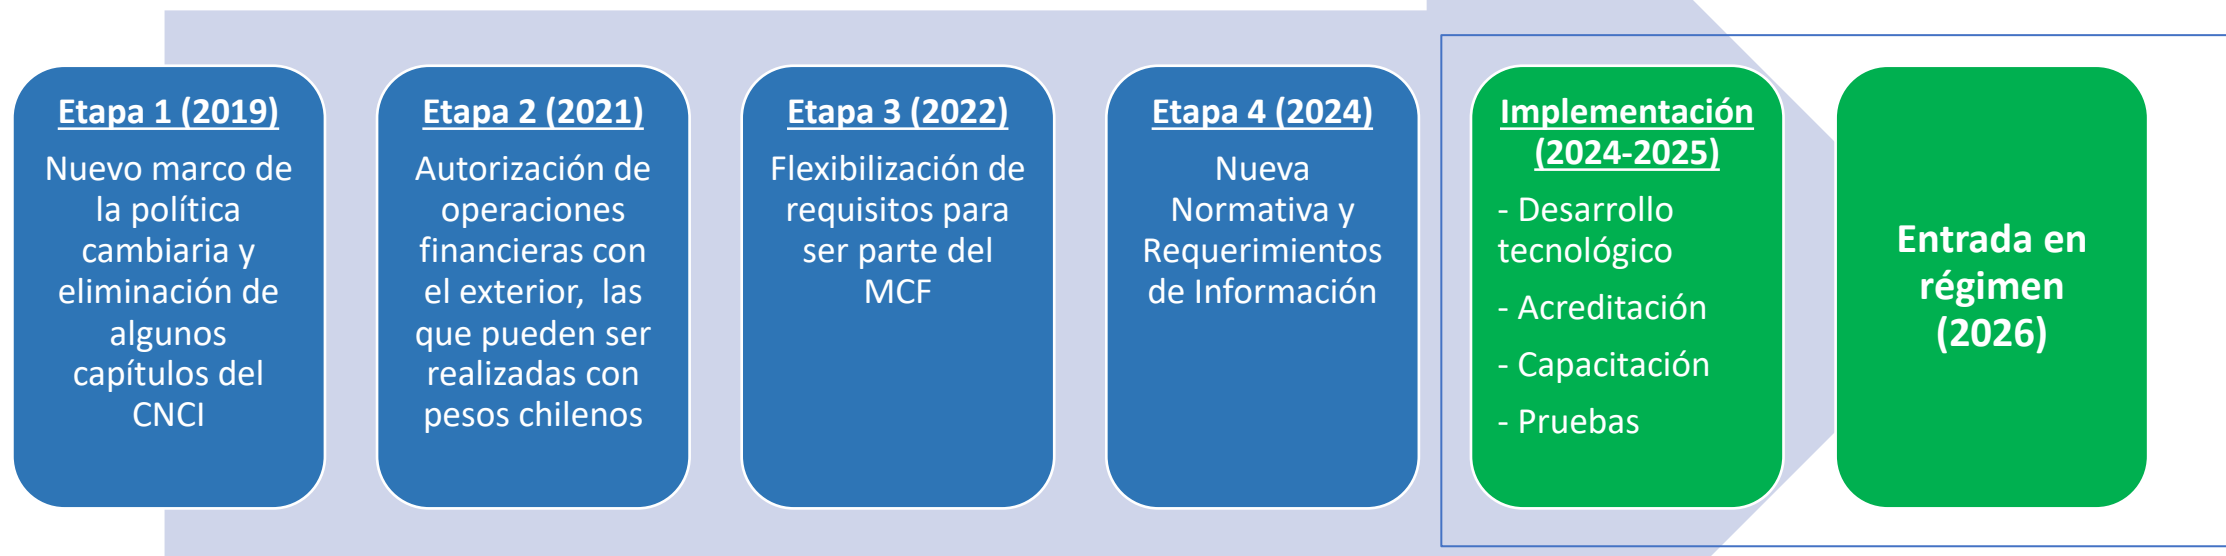 Etapa 1 (2019)
Nuevo marco de
la política
cambiaria y
eliminación de
algunos
capítulos del
CNCI
Etapa 2 (2021)
Autorización de
operaciones
financieras con
el exterior, las
que pueden ser
realizadas con
pesos chilenos
Etapa 3 (2022)
Flexibilización de
requisitos para
ser parte del
MCF
Etapa 4 (2024)
Nueva
Normativa y
Requerimientos
de Información
Implementación
(2024-2025)
- Desarrollo
tecnológico
- Acreditación
- Capacitación
- Pruebas
Entrada en
régimen
(2026)